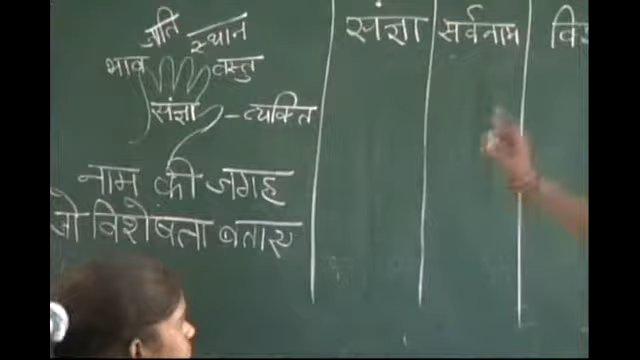 जाति स्थान
भाव वस्तु
संज्ञा - व्यक्ति
नाम की जगह
जो विशेषता बताए
संज्ञा सर्वनाम